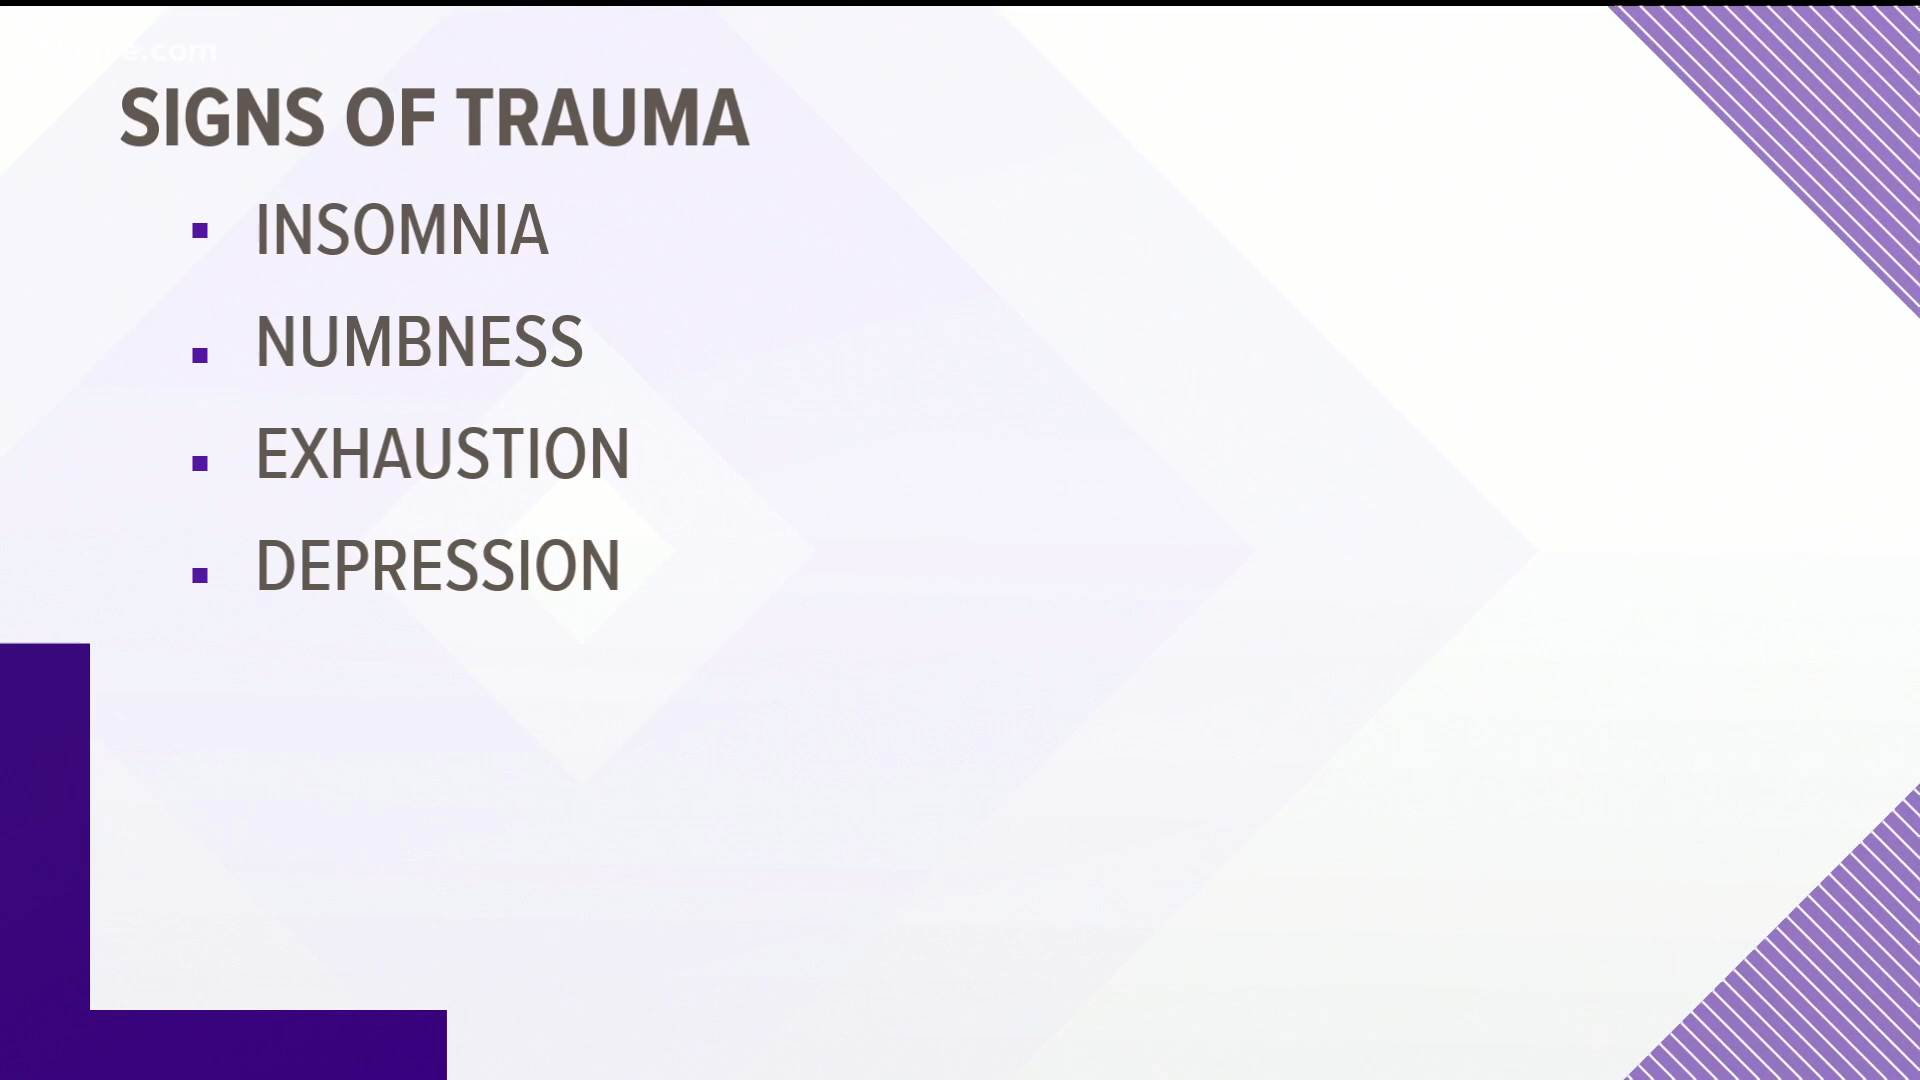 SIGNS OF TRAUMA
INSOMNIA
NUMBNESS
EXHAUSTION
DEPRESSION